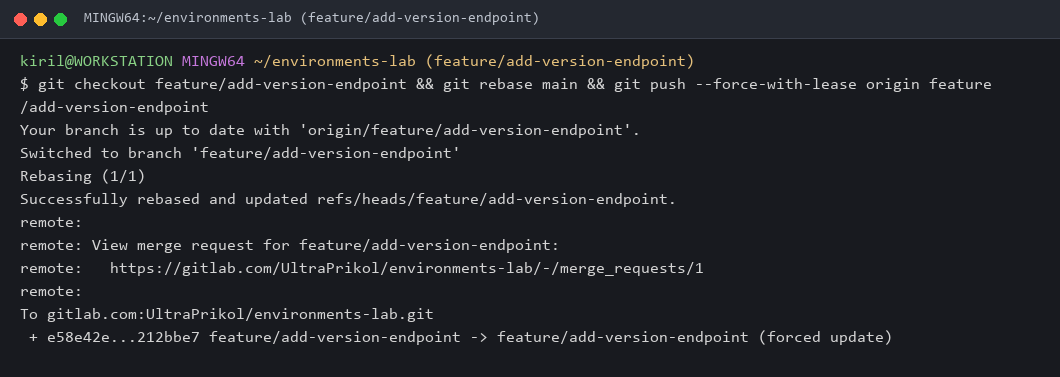 MINGW64:~/environments-lab (feature/add-version-endpoint)
kiril@WORKSTATION MINGW64 ~/environments-lab (feature/add-version-endpoint)
$ git checkout feature/add-version-endpoint && git rebase main && git push --force-with-lease origin feature
/add-version-endpoint
Your branch is up to date with 'origin/feature/add-version-endpoint'.
Switched to branch 'feature/add-version-endpoint'
Rebasing (1/1)
Successfully rebased and updated refs/heads/feature/add-version-endpoint.
remote:
remote: View merge request for feature/add-version-endpoint:
remote:   https://gitlab.com/UltraPrikol/environments-lab/-/merge_requests/1
remote:
To gitlab.com:UltraPrikol/environments-lab.git
 + e58e42e...212bbe7 feature/add-version-endpoint -> feature/add-version-endpoint (forced update)